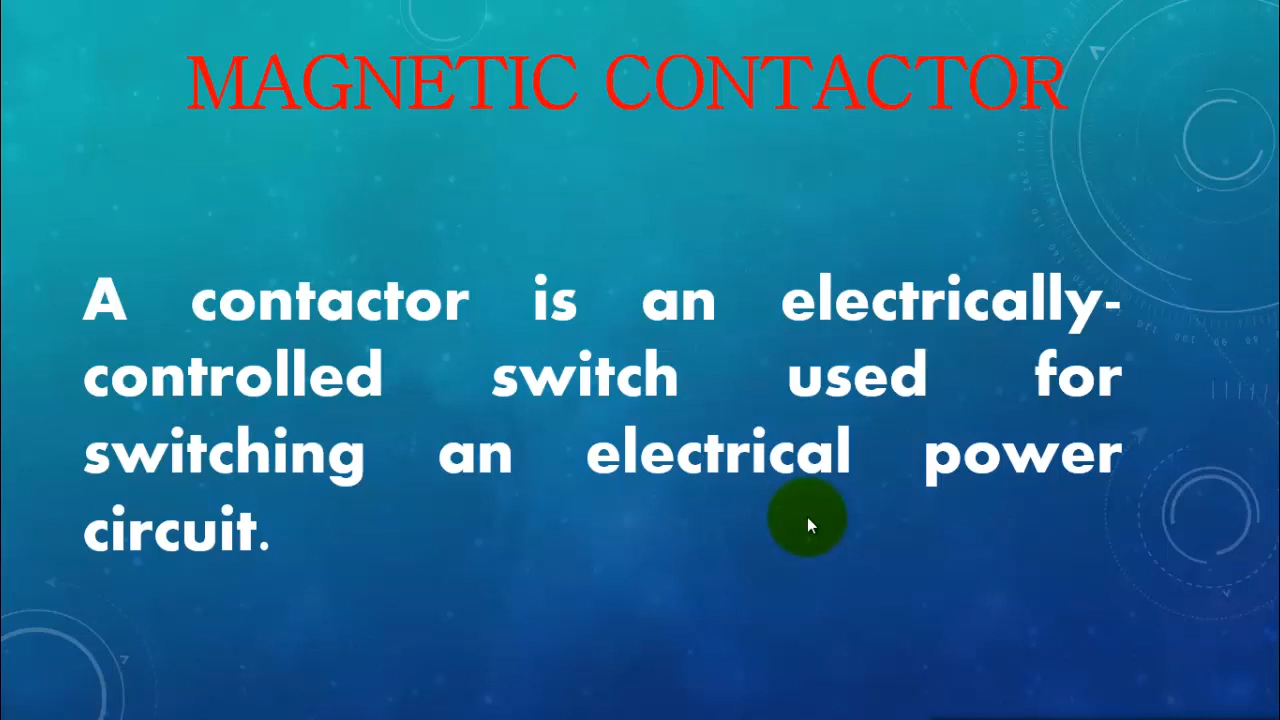 MAGNETIC CONTACTOR
A contactor is an electrically-
controlled switch used for
switching an electrical power
circuit.